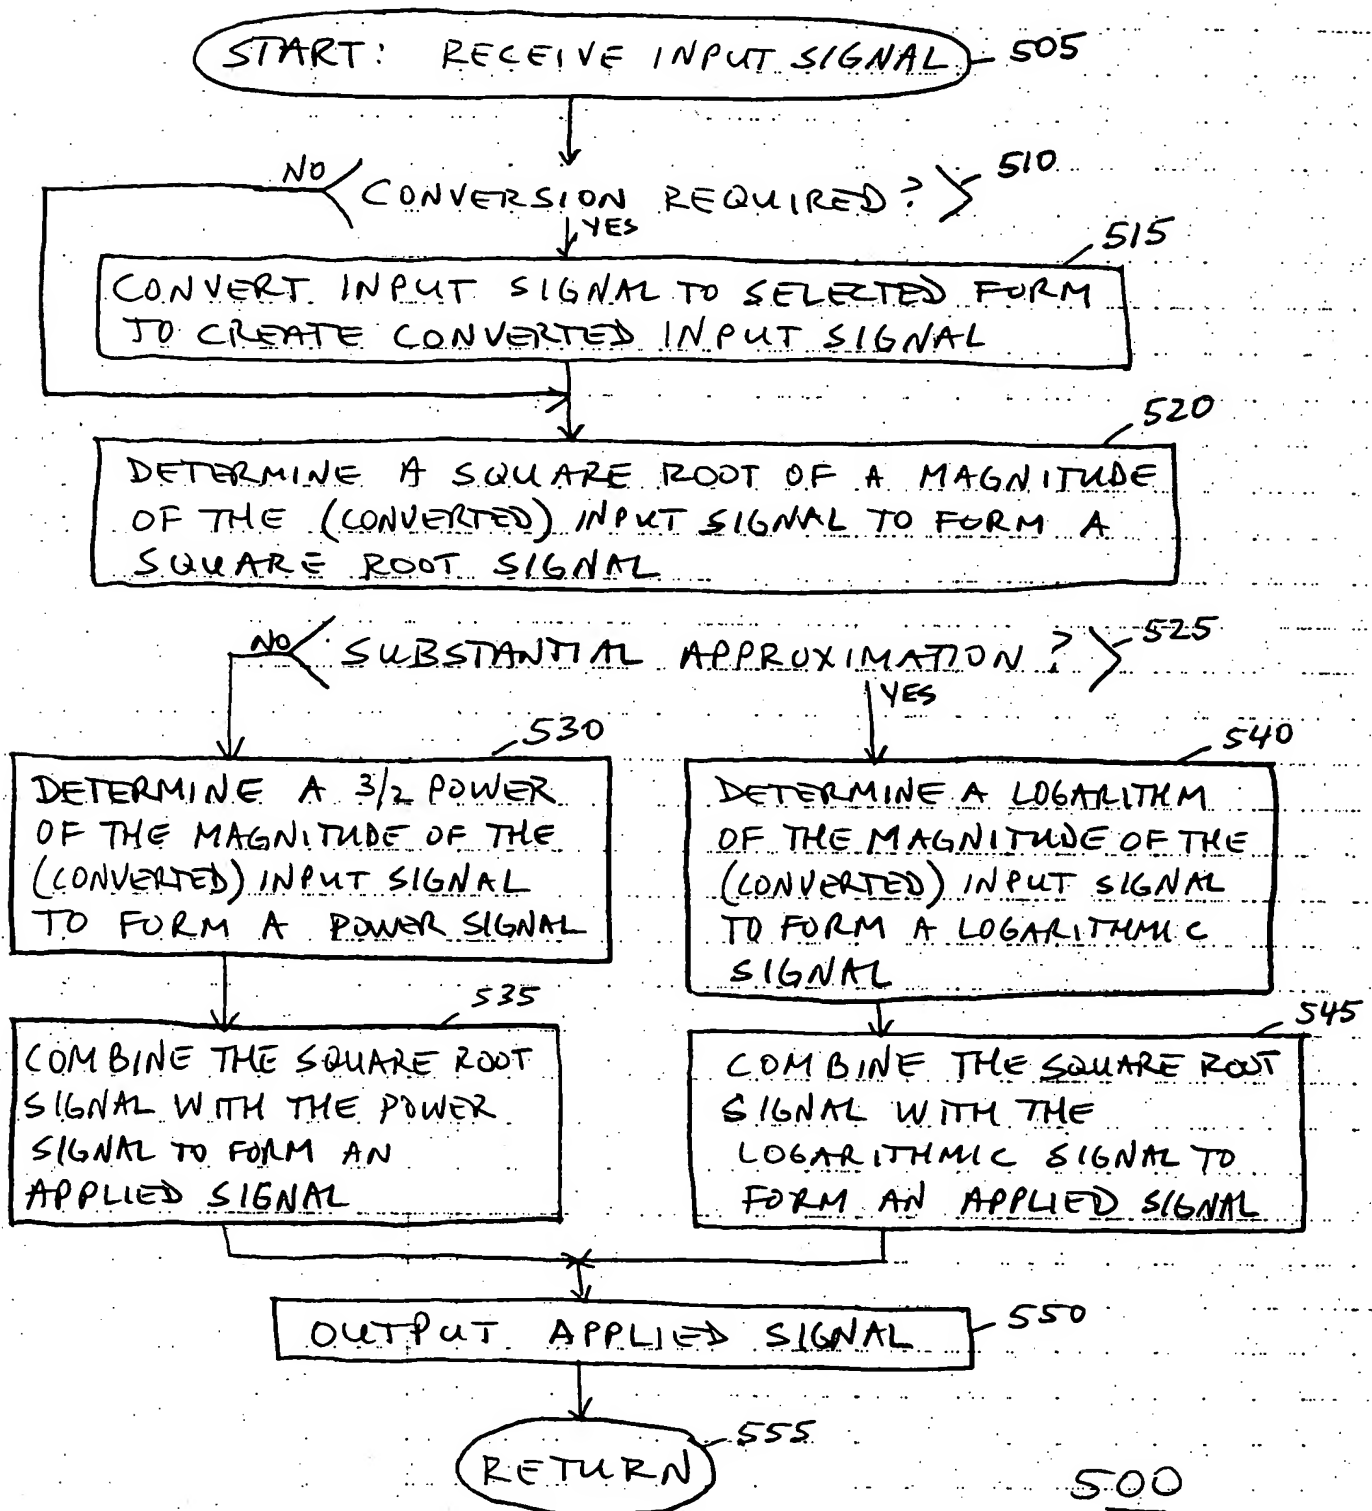 START: RECEIVE INPUT SIGNAL 505
NO CONVERSION REQUIRED? 510
YES
515
CONVERT INPUT SIGNAL TO SELECTED FORM
TO CREATE CONVERTED INPUT SIGNAL
520
DETERMINE A SQUARE ROOT OF A MAGNITUDE
OF THE (CONVERTED) INPUT SIGNAL TO FORM A
SQUARE ROOT SIGNAL
NO SUBSTANTIAL APPROXIMATION? 525
YES
530
DETERMINE A 3/2 POWER
OF THE MAGNITUDE OF THE
(CONVERTED) INPUT SIGNAL
TO FORM A POWER SIGNAL
540
DETERMINE A LOGARITHM
OF THE MAGNITUDE OF THE
(CONVERTED) INPUT SIGNAL
TO FORM A LOGARITHMIC
SIGNAL
535
COMBINE THE SQUARE ROOT
SIGNAL WITH THE POWER
SIGNAL TO FORM AN
APPLIED SIGNAL
545
COMBINE THE SQUARE ROOT
SIGNAL WITH THE
LOGARITHMIC SIGNAL TO
FORM AN APPLIED SIGNAL
OUTPUT APPLIED SIGNAL 550
RETURN 555
500